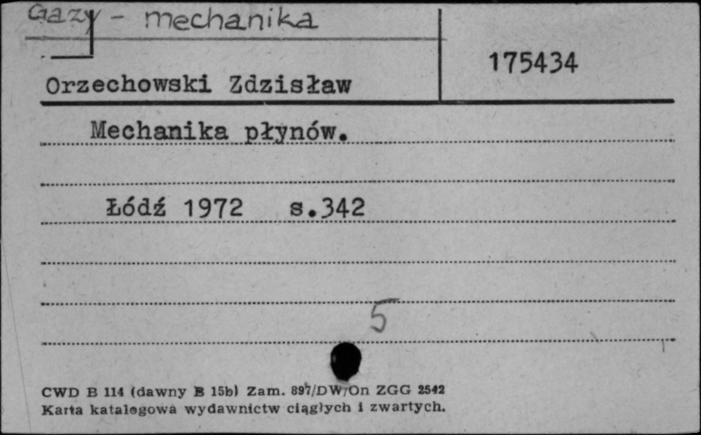 Gazy - mechanika
175434
Orzechowski Zdzisław
Mechanika płynów.
Łódź 1972 s.342
5
CWD B 114 (dawny B 15b) Zam. 897/DW/On ZGG 2542
Karta katalogowa wydawnictw ciągłych i zwartych.